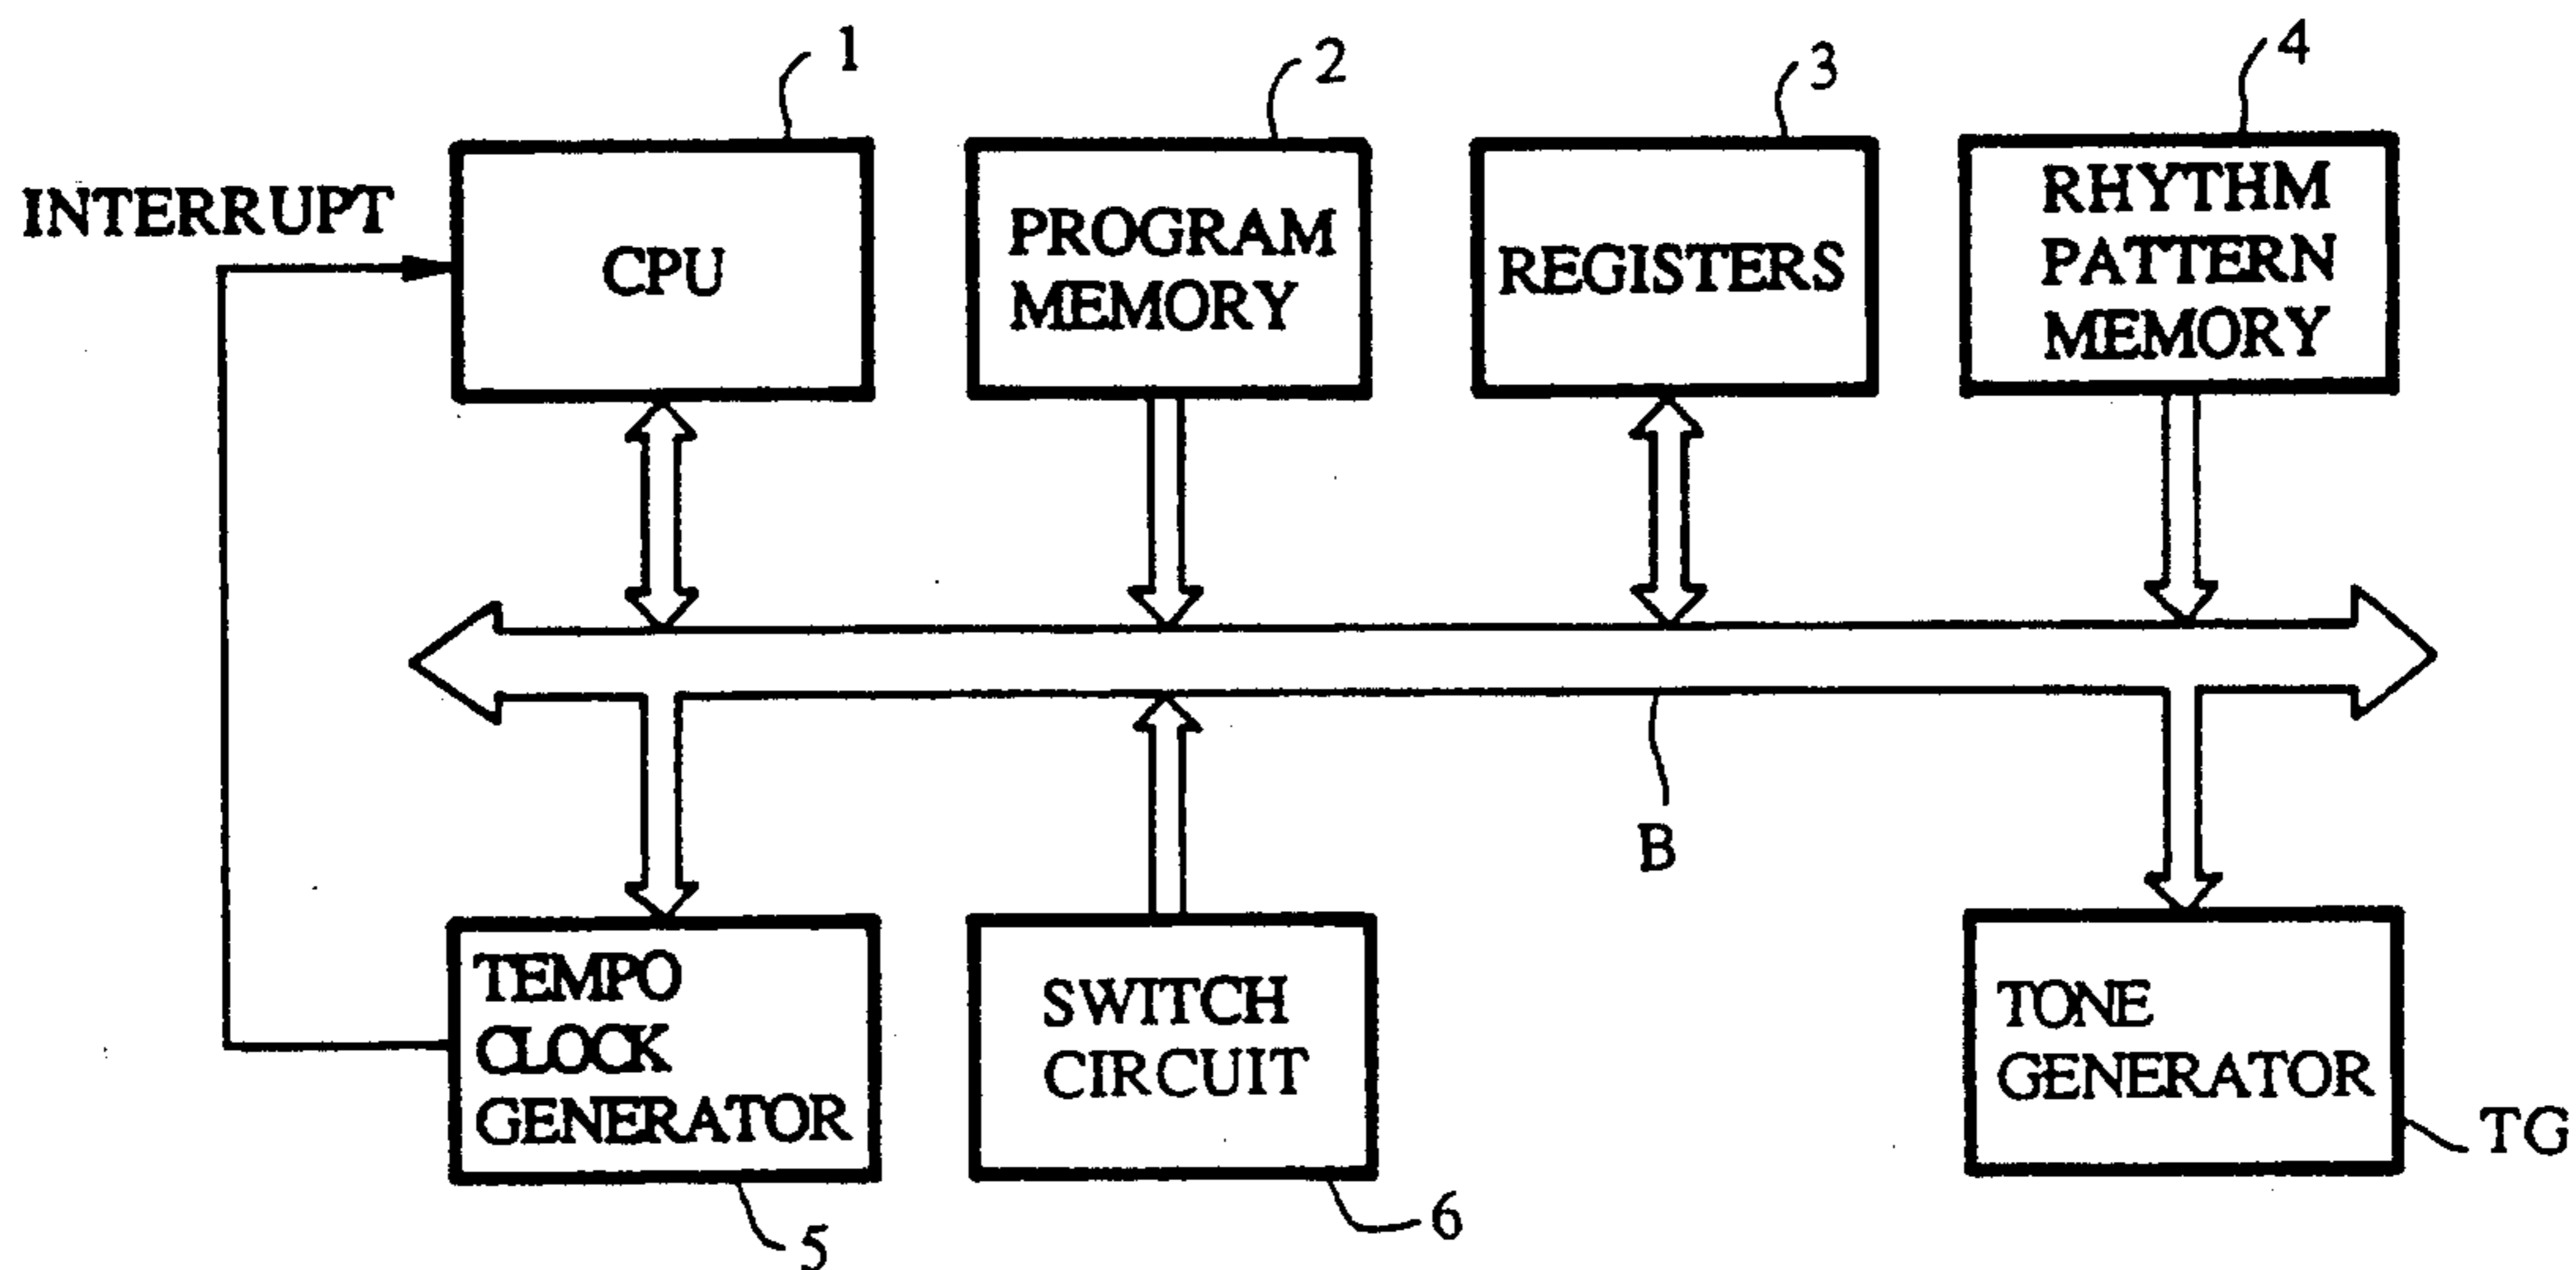 1
2
3
4
INTERRUPT
CPU
PROGRAM
MEMORY
REGISTERS
RHYTHM
PATTERN
MEMORY
B
TEMPO
CLOCK
GENERATOR
SWITCH
CIRCUIT
TONE
GENERATOR
TG
5
6